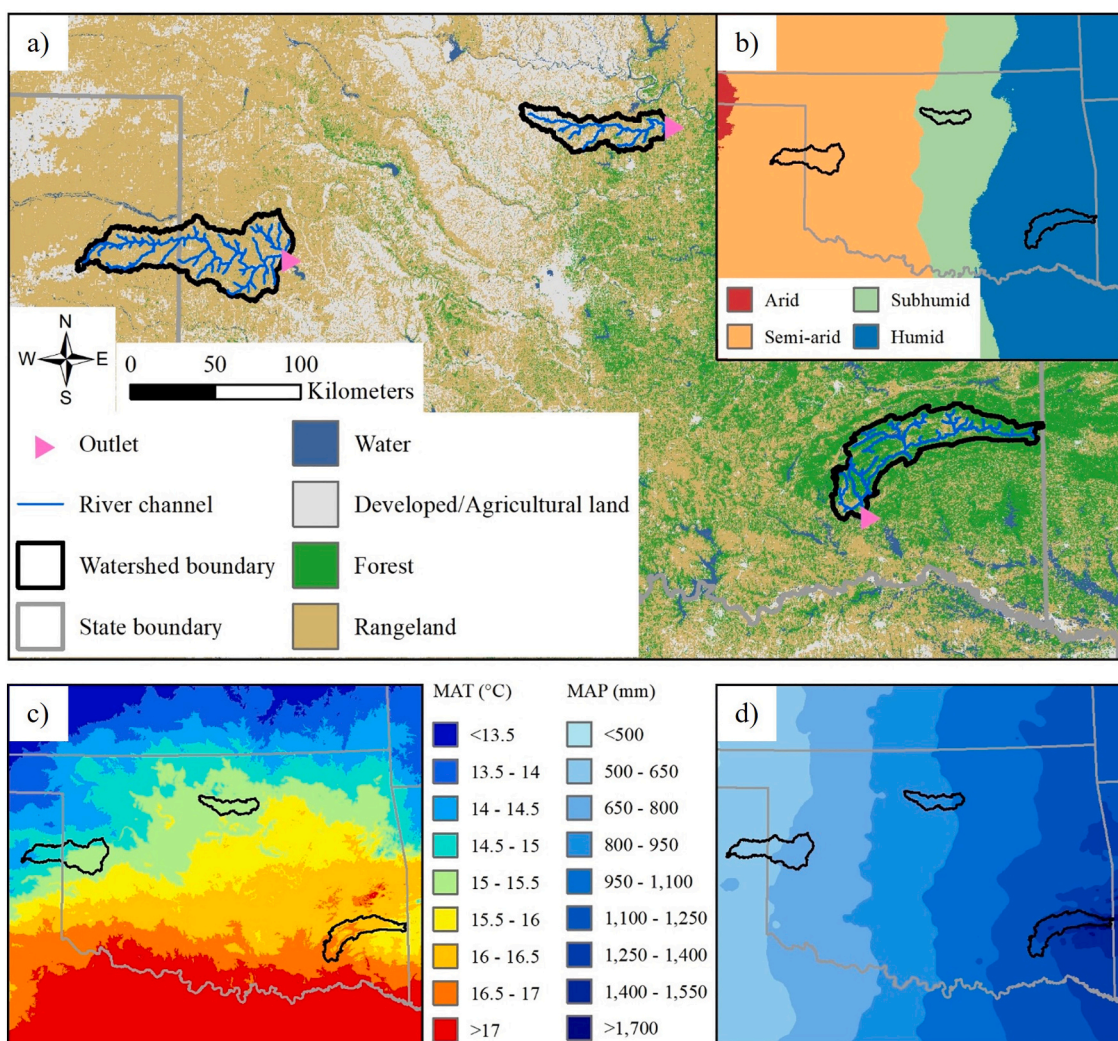 a)
b)
Arid
Subhumid
Semi-arid
Humid
N
W E
S
0 50 100
Kilometers
Outlet
Water
River channel
Developed/Agricultural land
Watershed boundary
Forest
State boundary
Rangeland
c)
MAT (°C)
MAP (mm)
d)
<13.5
<500
13.5 - 14
500 - 650
14 - 14.5
650 - 800
14.5 - 15
800 - 950
15 - 15.5
950 - 1,100
15.5 - 16
1,100 - 1,250
16 - 16.5
1,250 - 1,400
16.5 - 17
1,400 - 1,550
>17
>1,700